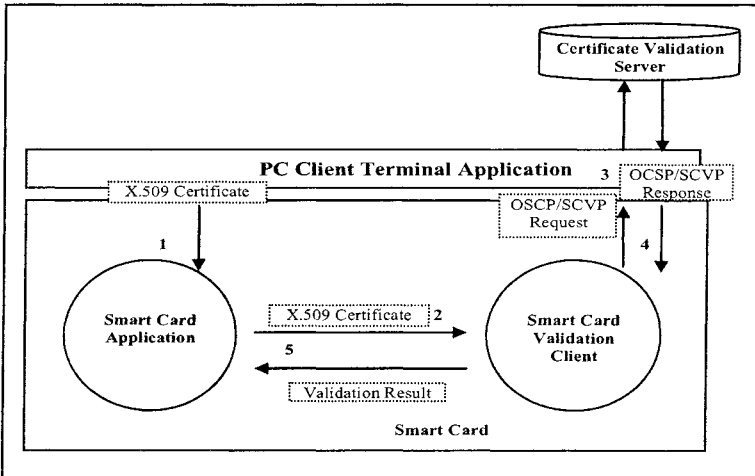 Certificate Validation
Server
PC Client Terminal Application
3
X.509 Certificate
OCSP/SCVP
Response
OSCP/SCVP
Request
1
4
Smart Card
Application
X.509 Certificate
2
5
Validation Result
Smart Card
Validation
Client
Smart Card